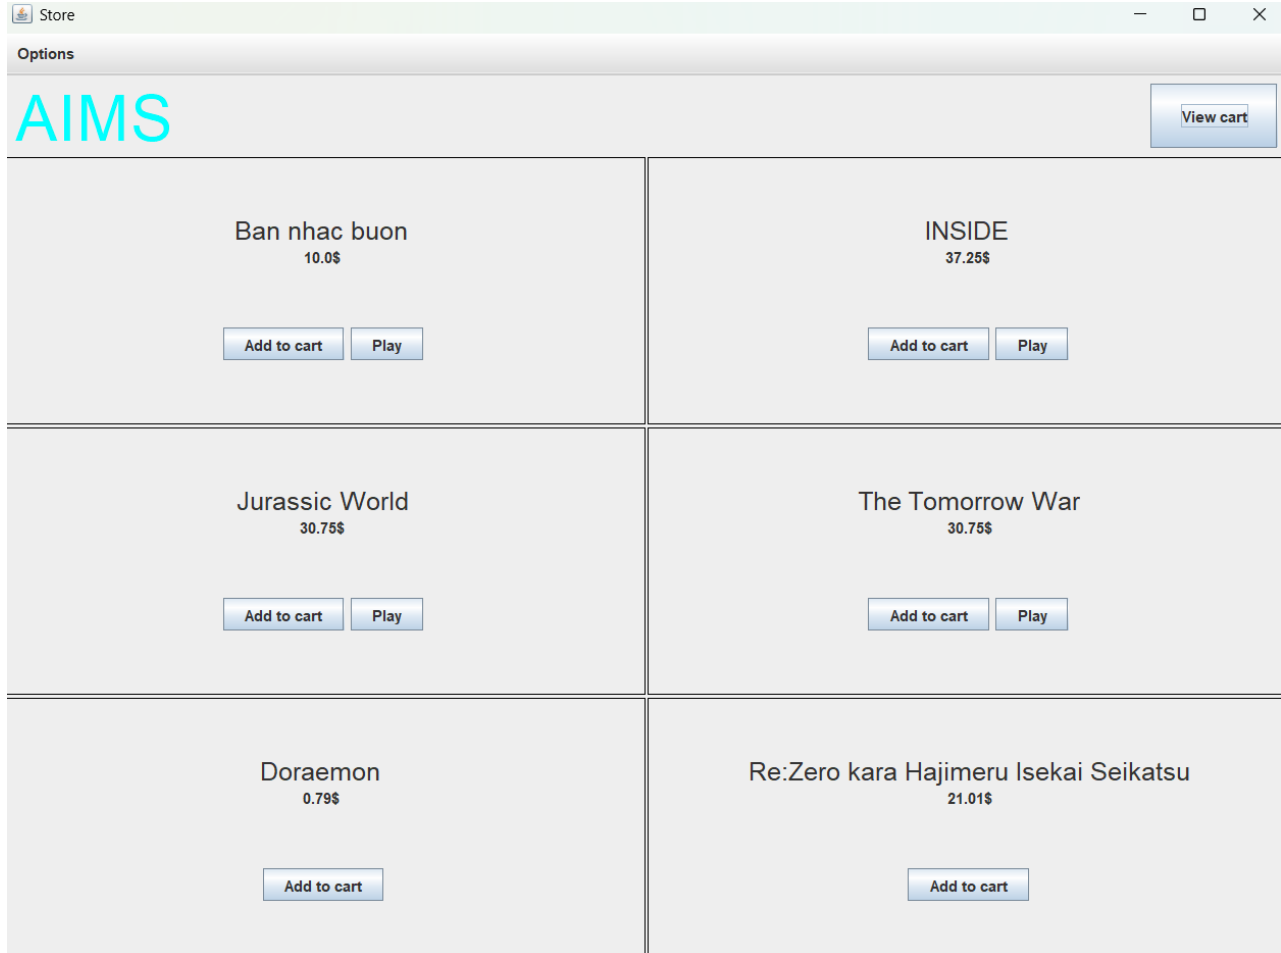 Store
Options
AIMS
View cart
Ban nhac buon
10.0$
Add to cart Play
INSIDE
37.25$
Add to cart Play
Jurassic World
30.75$
Add to cart Play
The Tomorrow War
30.75$
Add to cart Play
Doraemon
0.79$
Add to cart
Re:Zero kara Hajimeru Isekai Seikatsu
21.01$
Add to cart